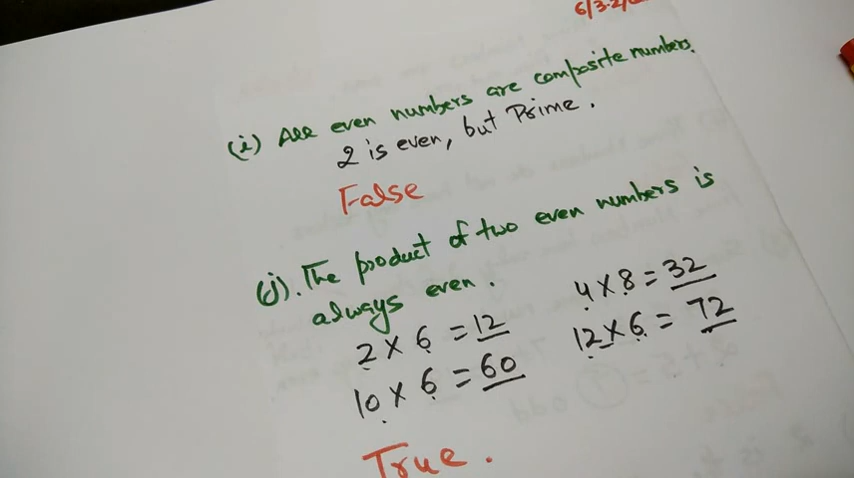 (i) All even numbers are composite numbers.
2 is even, but Prime.
False
(j). The product of two even numbers is
always even.
2 × 6 = 12
4 × 8 = 32
10 × 6 = 60
12 × 6 = 72
True.